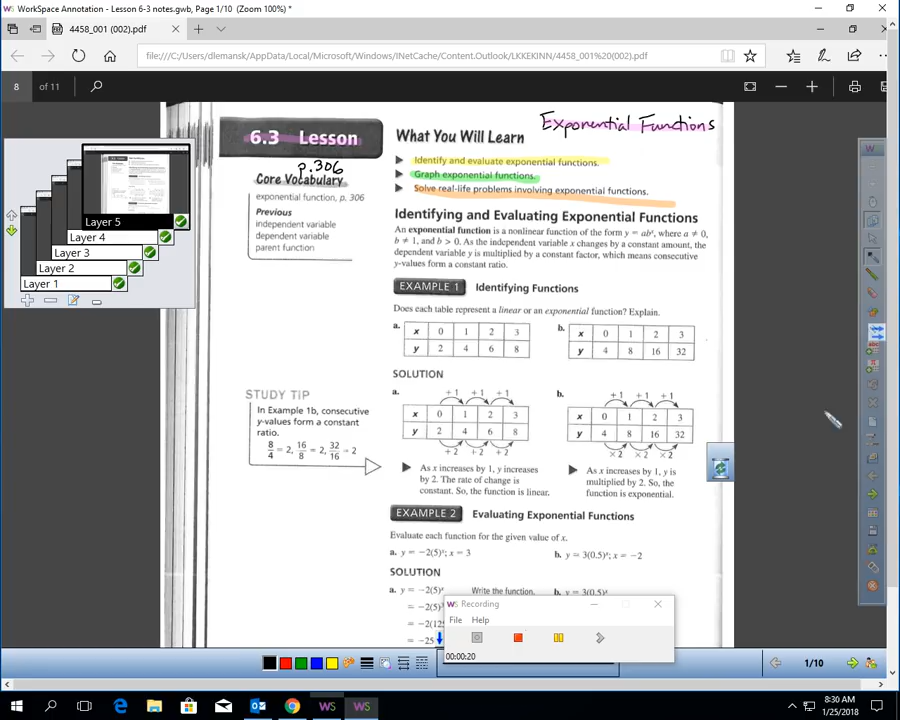 WorkSpace Annotation - Lesson 6-3 notes.gwb, Page 1/10 (Zoom 100%) *
4458_001 (002).pdf
file:///C:/Users/dlemansk/AppData/Local/Microsoft/Windows/INetCache/Content.Outlook/LKKEKINN/4458_001%20(002).pdf
8 of 11
Exponential Functions
6.3 Lesson
What You Will Learn
p.306
Identify and evaluate exponential functions.
Graph exponential functions.
Solve real-life problems involving exponential functions.
Core Vocabulary
exponential function, p. 306
Previous
independent variable
dependent variable
parent function
Layer 5
Layer 4
Layer 3
Layer 2
Layer 1
Identifying and Evaluating Exponential Functions
An exponential function is a nonlinear function of the form y = abˣ, where a ≠ 0,
b ≠ 1, and b > 0. As the independent variable x changes by a constant amount, the
dependent variable y is multiplied by a constant factor, which means consecutive
y-values form a constant ratio.
EXAMPLE 1 Identifying Functions
Does each table represent a linear or an exponential function? Explain.
a.
x 0 1 2 3
y 2 4 6 8
b.
x 0 1 2 3
y 4 8 16 32
SOLUTION
a.
+1 +1 +1
x 0 1 2 3
y 2 4 6 8
+2 +2 +2
As x increases by 1, y increases
by 2. The rate of change is
constant. So, the function is linear.
b.
+1 +1 +1
x 0 1 2 3
y 4 8 16 32
×2 ×2 ×2
As x increases by 1, y is
multiplied by 2. So, the
function is exponential.
STUDY TIP
In Example 1b, consecutive
y-values form a constant
ratio.
8/4 = 2, 16/8 = 2, 32/16 = 2
EXAMPLE 2 Evaluating Exponential Functions
Evaluate each function for the given value of x.
a. y = −2(5)ˣ; x = 3
b. y = 3(0.5)ˣ; x = −2
SOLUTION
a. y = −2(5)ˣ Write the function. b. y = 3(0.5)ˣ
= −2(5)
= −2(125
= −25
WS Recording
File Help
00:00:20
1/10
8:30 AM
1/25/2018